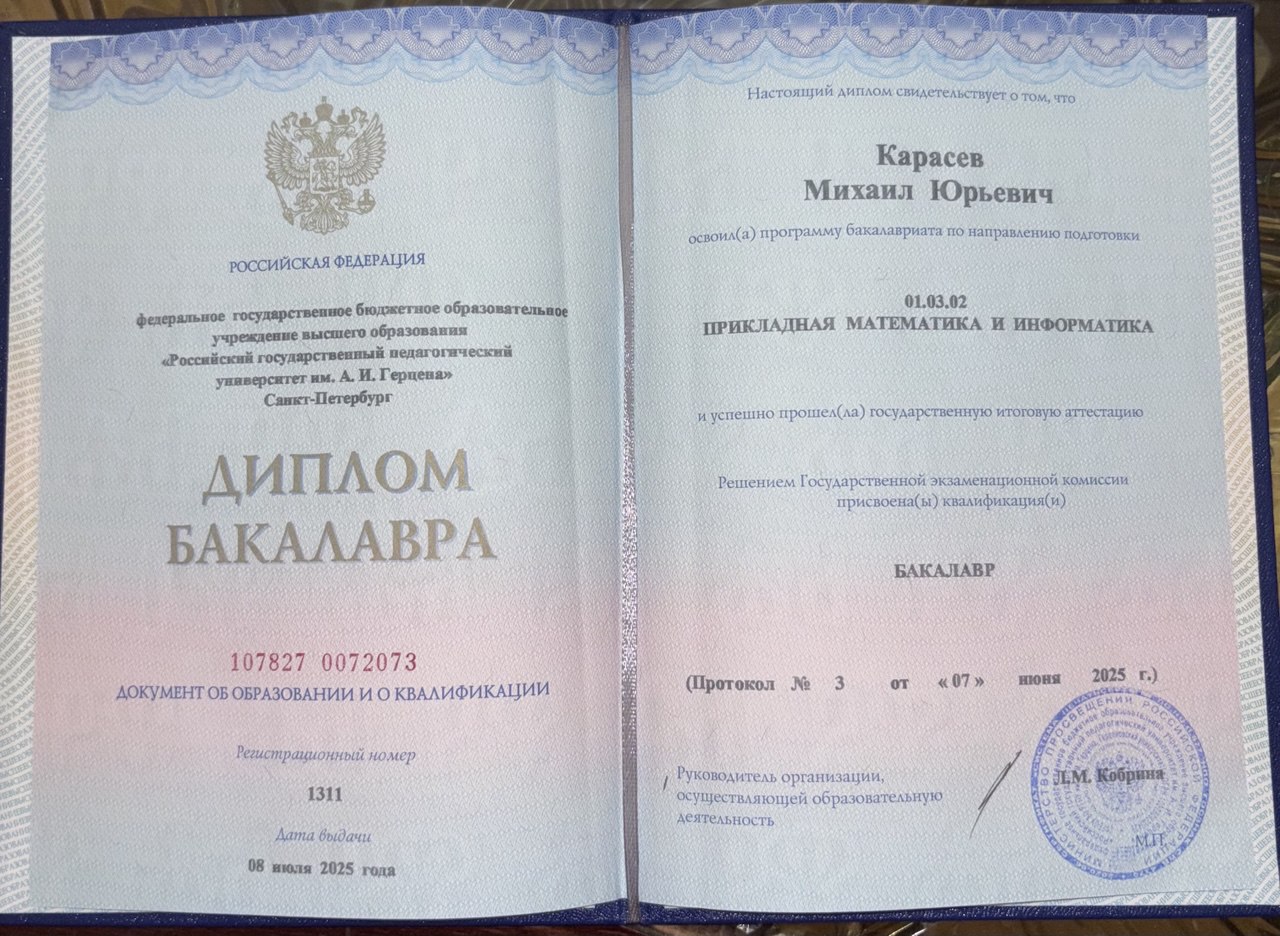 РОССИЙСКАЯ ФЕДЕРАЦИЯ
федеральное государственное бюджетное образовательное
учреждение высшего образования
«Российский государственный педагогический
университет им. А. И. Герцена»
Санкт-Петербург
ДИПЛОМ
БАКАЛАВРА
107827 0072073
ДОКУМЕНТ ОБ ОБРАЗОВАНИИ И О КВАЛИФИКАЦИИ
Регистрационный номер
1311
Дата выдачи
08 июля 2025 года
Настоящий диплом свидетельствует о том, что
Карасев
Михаил Юрьевич
освоил(а) программу бакалавриата по направлению подготовки
01.03.02
ПРИКЛАДНАЯ МАТЕМАТИКА И ИНФОРМАТИКА
и успешно прошел(ла) государственную итоговую аттестацию
Решением Государственной экзаменационной комиссии
присвоена(ы) квалификация(и)
БАКАЛАВР
(Протокол № 3 от «07» июня 2025 г.)
Руководитель организации,
осуществляющей образовательную
деятельность
Л.М. Кобрина
М.П.
МИНИСТЕРСТВО ПРОСВЕЩЕНИЯ РОССИЙСКОЙ ФЕДЕРАЦИИ